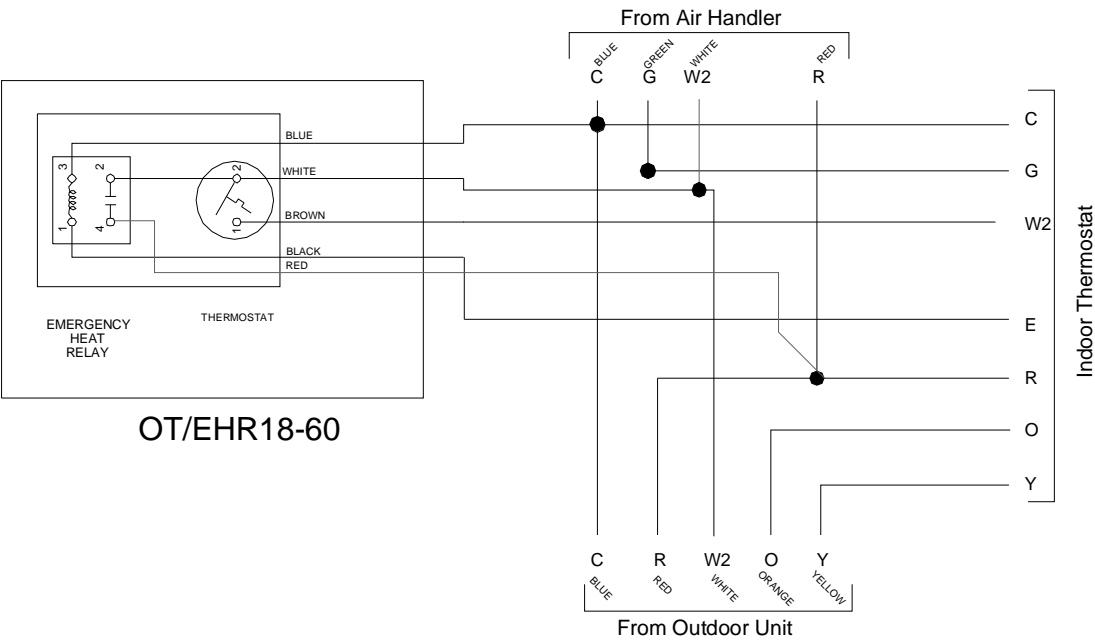 From Air Handler
BLUE GREEN WHITE RED
C G W2 R
C
BLUE
3 2
WHITE
2
G
BROWN
1
W2
1 4
BLACK
RED
THERMOSTAT
EMERGENCY
HEAT
RELAY
E
R
OT/EHR18-60
O
Y
Indoor Thermostat
C R W2 O Y
BLUE RED WHITE ORANGE YELLOW
From Outdoor Unit